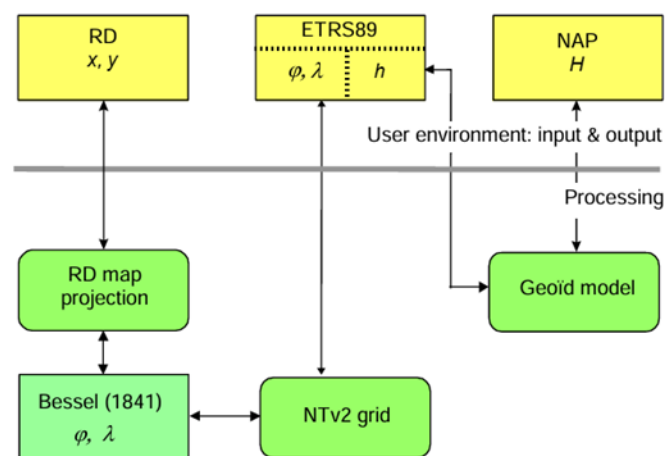 RD
x, y
ETRS89
φ, λ
h
NAP
H
User environment: input & output
Processing
RD map
projection
Geoïd model
Bessel (1841)
φ, λ
NTv2 grid